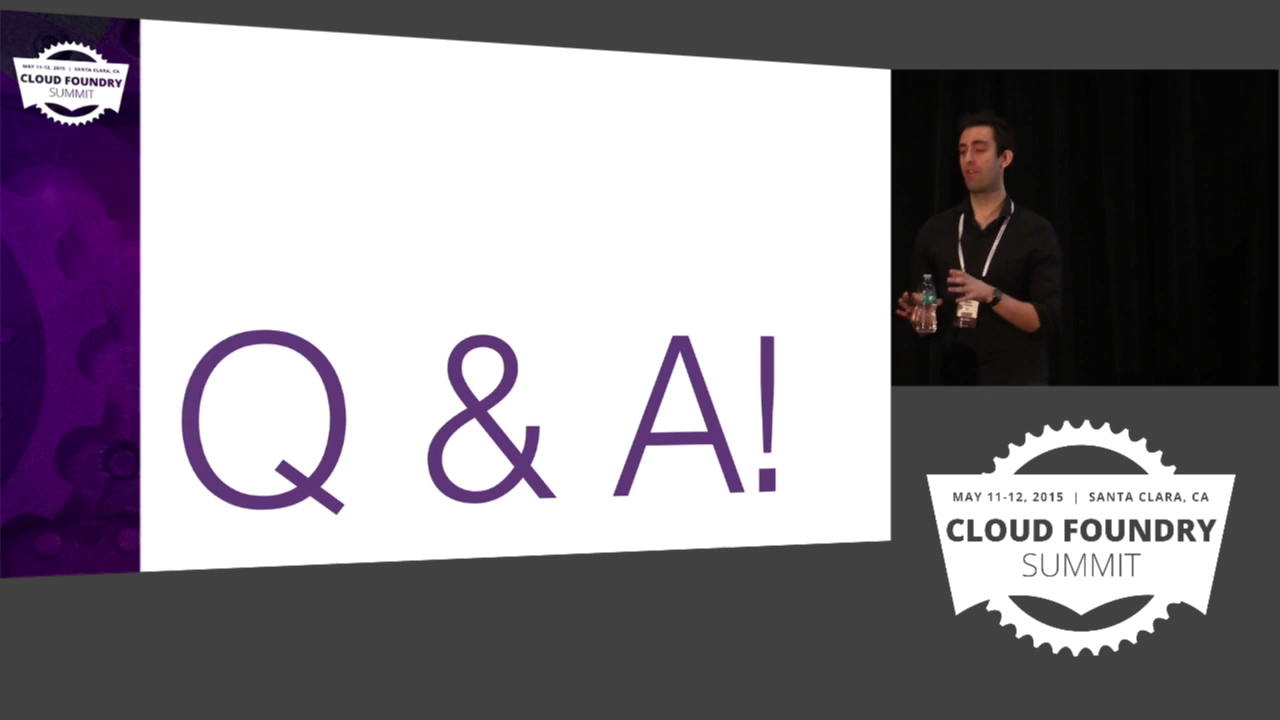 MAY 11-12, 2015 | SANTA CLARA, CA
CLOUD FOUNDRY
SUMMIT
Q & A!
MAY 11-12, 2015 | SANTA CLARA, CA
CLOUD FOUNDRY
SUMMIT